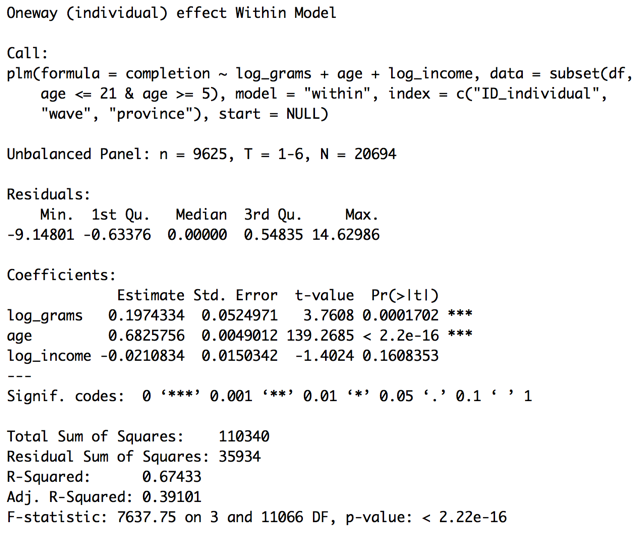 Oneway (individual) effect Within Model
Call:
plm(formula = completion ~ log_grams + age + log_income, data = subset(df,
    age <= 21 & age >= 5), model = "within", index = c("ID_individual",
    "wave", "province"), start = NULL)
Unbalanced Panel: n = 9625, T = 1-6, N = 20694
Residuals:
    Min.  1st Qu.   Median  3rd Qu.     Max.
-9.14801 -0.63376  0.00000  0.54835 14.62986
Coefficients:
             Estimate Std. Error  t-value  Pr(>|t|)
log_grams   0.1974334  0.0524971   3.7608 0.0001702 ***
age         0.6825756  0.0049012 139.2685 < 2.2e-16 ***
log_income -0.0210834  0.0150342  -1.4024 0.1608353
---
Signif. codes:  0 ‘***’ 0.001 ‘**’ 0.01 ‘*’ 0.05 ‘.’ 0.1 ‘ ’ 1
Total Sum of Squares:    110340
Residual Sum of Squares: 35934
R-Squared:      0.67433
Adj. R-Squared: 0.39101
F-statistic: 7637.75 on 3 and 11066 DF, p-value: < 2.22e-16